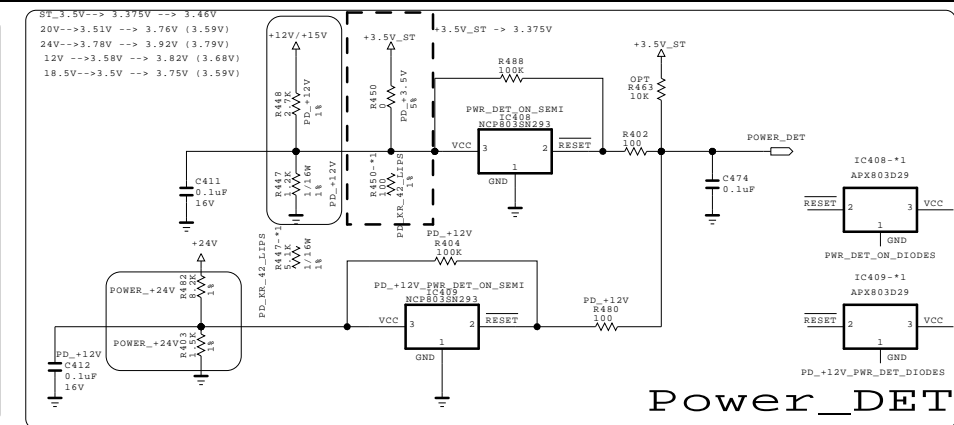 ST_3.5V--> 3.375V --> 3.46V
20V-->3.51V --> 3.76V (3.59V)
24V-->3.78V --> 3.92V (3.79V)
12V -->3.58V --> 3.82V (3.68V)
18.5V-->3.5V --> 3.75V (3.59V)
+12V/+15V
+3.5V_ST
+3.5V_ST -> 3.375V
R448
2.7K
PD_+12V
1%
R450
0
PD_+3.5V
5%
R488
100K
PWR_DET_ON_SEMI
IC408
NCP803SN293
VCC
3
2
RESET
1
GND
+3.5V_ST
OPT
R463
10K
R402
100
POWER_DET
C474
0.1uF
C411
0.1uF
16V
R447
1.2K
1/16W
1%
PD_+12V
R450-*1
100
PD_KR_42_LIPS
1%
R447-*1
5.1K
1/16W
1%
PD_KR_42_LIPS
IC408-*1
APX803D29
RESET
2
3
VCC
1
GND
PWR_DET_ON_DIODES
+24V
POWER_+24V
R482
8.2K
1%
POWER_+24V
R403
1.5K
1%
PD_+12V
C412
0.1uF
16V
PD_+12V
R404
100K
PD_+12V_PWR_DET_ON_SEMI
IC409
NCP803SN293
VCC
3
2
RESET
1
GND
PD_+12V
R480
100
IC409-*1
APX803D29
RESET
2
3
VCC
1
GND
PD_+12V_PWR_DET_DIODES
Power_DET